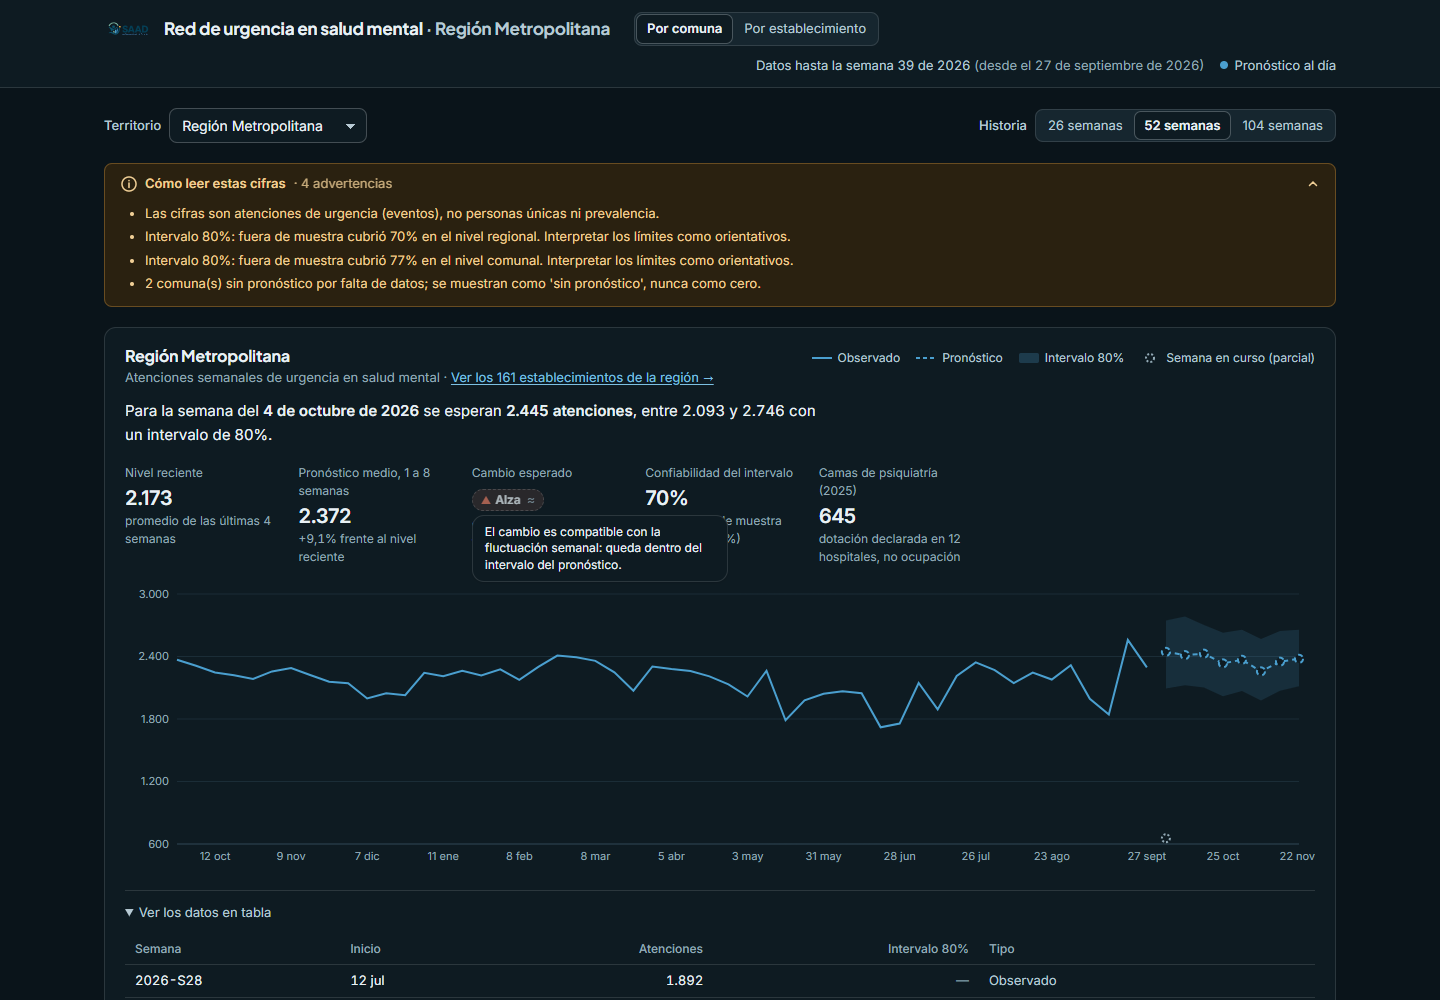 SAAD
Red de urgencia en salud mental · Región Metropolitana
Por comuna
Por establecimiento
Datos hasta la semana 39 de 2026 (desde el 27 de septiembre de 2026)
Pronóstico al día
Territorio
Región Metropolitana
Historia
26 semanas
52 semanas
104 semanas
Cómo leer estas cifras · 4 advertencias
• Las cifras son atenciones de urgencia (eventos), no personas únicas ni prevalencia.
• Intervalo 80%: fuera de muestra cubrió 70% en el nivel regional. Interpretar los límites como orientativos.
• Intervalo 80%: fuera de muestra cubrió 77% en el nivel comunal. Interpretar los límites como orientativos.
• 2 comuna(s) sin pronóstico por falta de datos; se muestran como 'sin pronóstico', nunca como cero.
Región Metropolitana
Observado
Pronóstico
Intervalo 80%
Semana en curso (parcial)
Atenciones semanales de urgencia en salud mental · Ver los 161 establecimientos de la región →
Para la semana del 4 de octubre de 2026 se esperan 2.445 atenciones, entre 2.093 y 2.746 con
un intervalo de 80%.
Nivel reciente
2.173
promedio de las últimas 4
semanas
Pronóstico medio, 1 a 8
semanas
2.372
+9,1% frente al nivel
reciente
Cambio esperado
▲ Alza ≈
El cambio es compatible con la
fluctuación semanal: queda dentro del
intervalo del pronóstico.
Confiabilidad del intervalo
70%
e muestra
%)
Camas de psiquiatría
(2025)
645
dotación declarada en 12
hospitales, no ocupación
3.000
2.400
1.800
1.200
600
12 oct
9 nov
7 dic
11 ene
8 feb
8 mar
5 abr
3 may
31 may
28 jun
26 jul
23 ago
27 sept
25 oct
22 nov
▼ Ver los datos en tabla
Semana
Inicio
Atenciones
Intervalo 80%
Tipo
2026-S28
12 jul
1.892
—
Observado